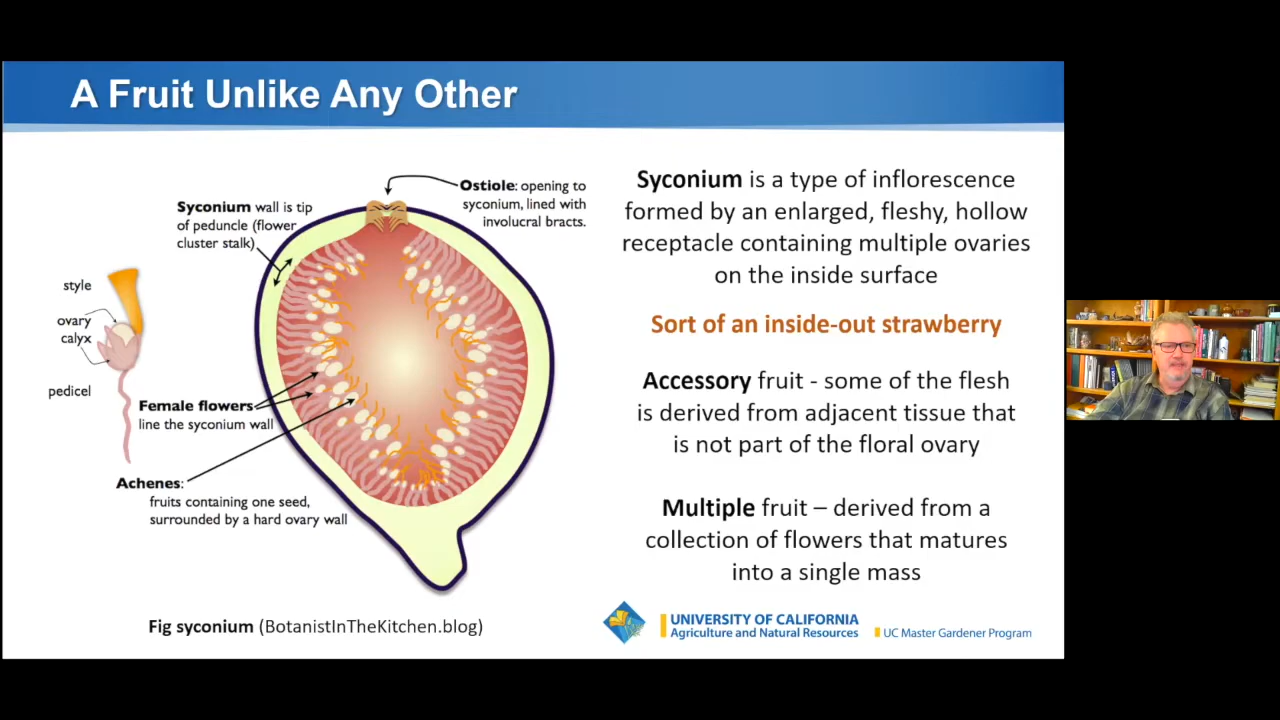 A Fruit Unlike Any Other
Ostiole: opening to
syconium, lined with
involucral bracts.
Syconium wall is tip
of peduncle (flower
cluster stalk)
style
ovary
calyx
pedicel
Female flowers
line the syconium wall
Achenes:
fruits containing one seed,
surrounded by a hard ovary wall
Fig syconium (BotanistInTheKitchen.blog)
Syconium is a type of inflorescence
formed by an enlarged, fleshy, hollow
receptacle containing multiple ovaries
on the inside surface
Sort of an inside-out strawberry
Accessory fruit - some of the flesh
is derived from adjacent tissue that
is not part of the floral ovary
Multiple fruit – derived from a
collection of flowers that matures
into a single mass
UNIVERSITY OF CALIFORNIA
Agriculture and Natural Resources
UC Master Gardener Program